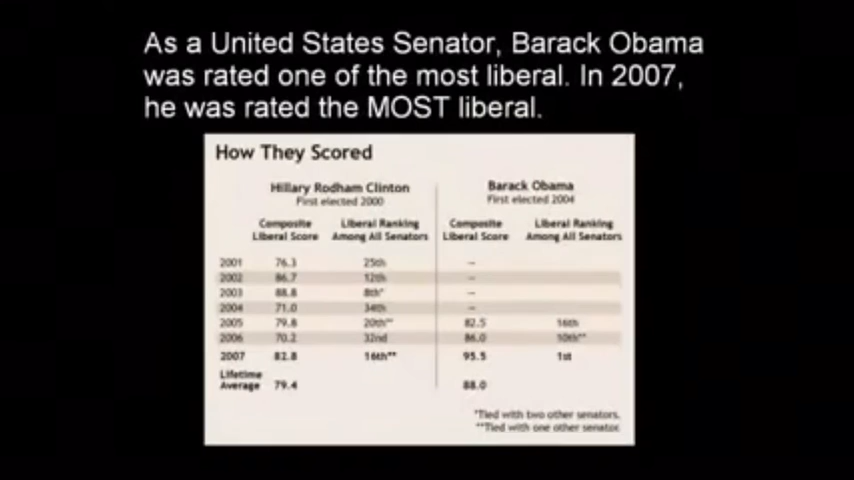 As a United States Senator, Barack Obama
was rated one of the most liberal. In 2007,
he was rated the MOST liberal.
How They Scored
Hillary Rodham Clinton Barack Obama
First elected 2000 First elected 2004
Composite Liberal Ranking Composite Liberal Ranking
Liberal Score Among All Senators Liberal Score Among All Senators
2001 76.3 25th –
2002 86.7 12th –
2003 88.8 8th* –
2004 71.0 34th –
2005 79.8 20th** 82.5 16th
2006 70.2 32nd 86.0 10th**
2007 82.8 16th** 95.5 1st
Lifetime
Average 79.4 88.0
*Tied with two other senators.
**Tied with one other senator.